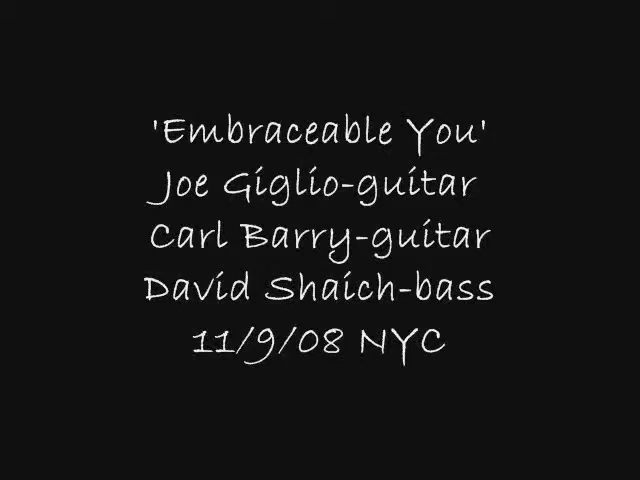 'Embraceable You'
Joe Giglio-guitar
Carl Barry-guitar
David Shaich-bass
11/9/08 NYC